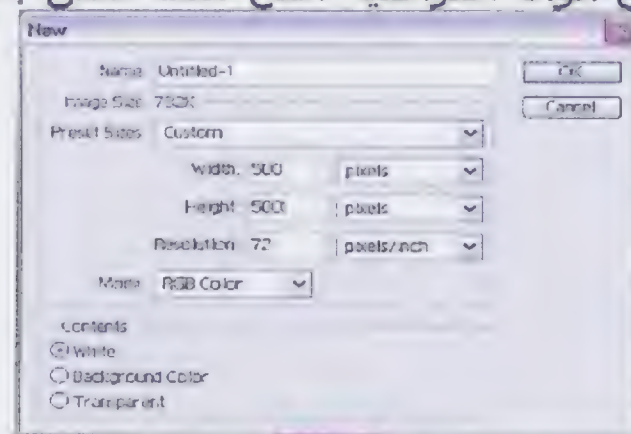 New
Name: Untitled-1
OK
Image Size: 732K
Cancel
Preset Sizes: Custom
Width: 500 pixels
Height: 500 pixels
Resolution: 72 pixels/inch
Mode: RGB Color
Contents
White
Background Color
Transparent